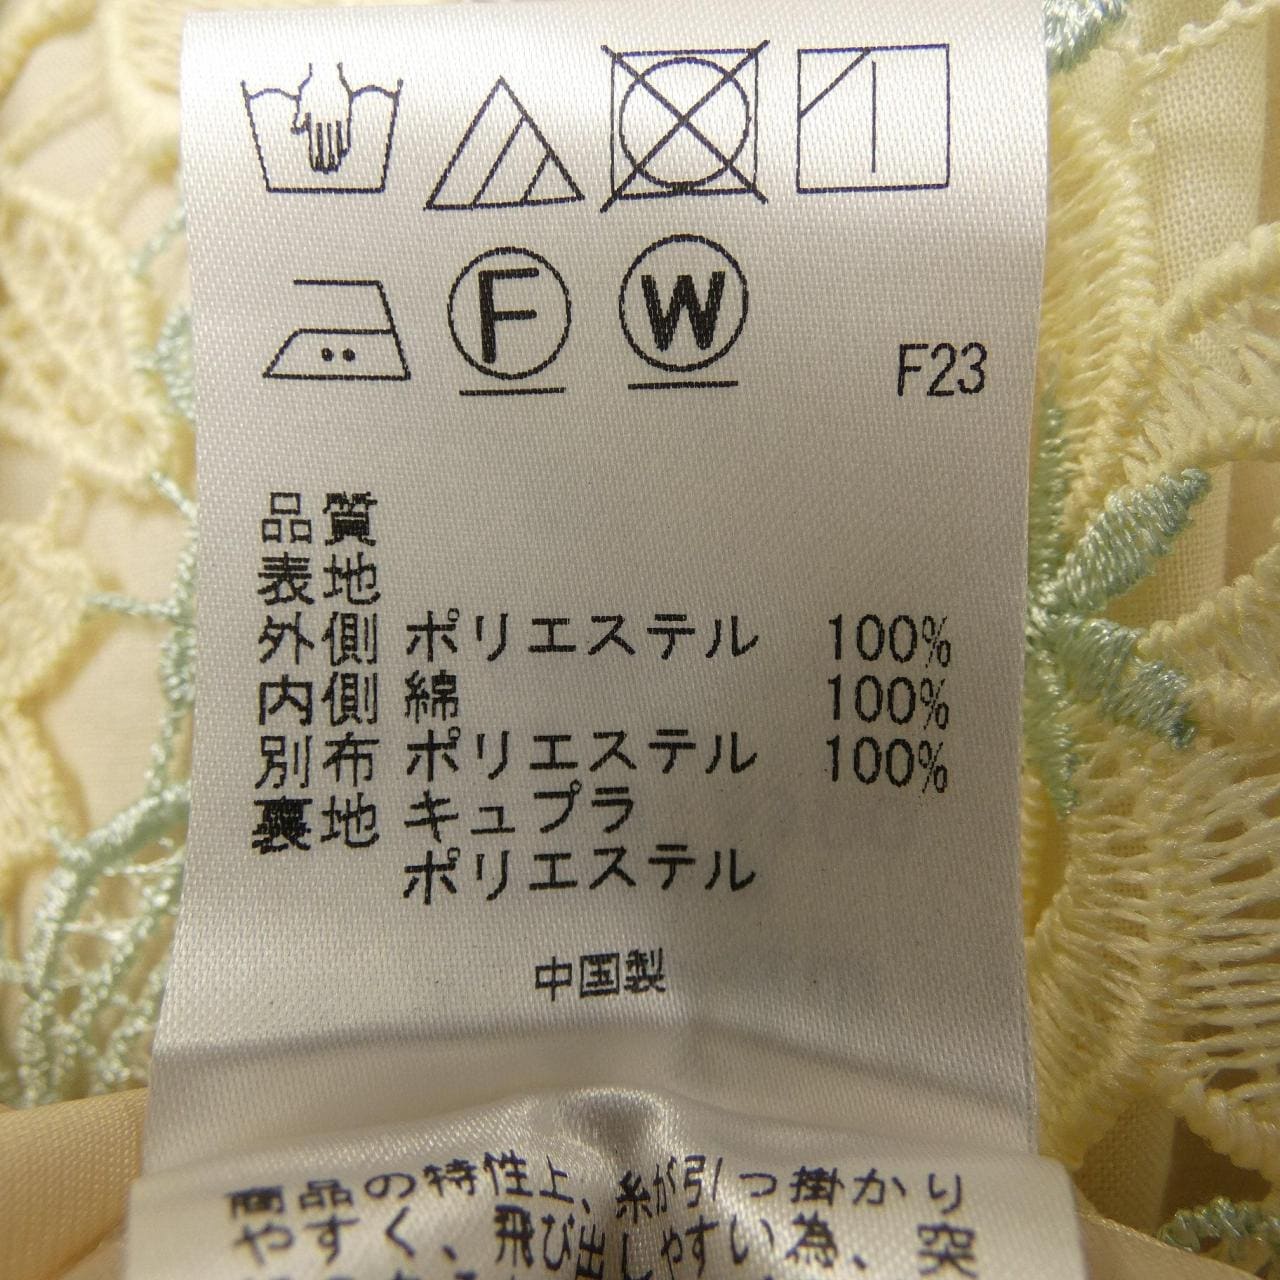 F W
F23
品質
表地
外側 ポリエステル 100%
内側 綿 100%
別布 ポリエステル 100%
裏地 キュプラ
ポリエステル
中国製
商品の特性上、糸が引っ掛かり
やすく、飛び出しやすい為、突